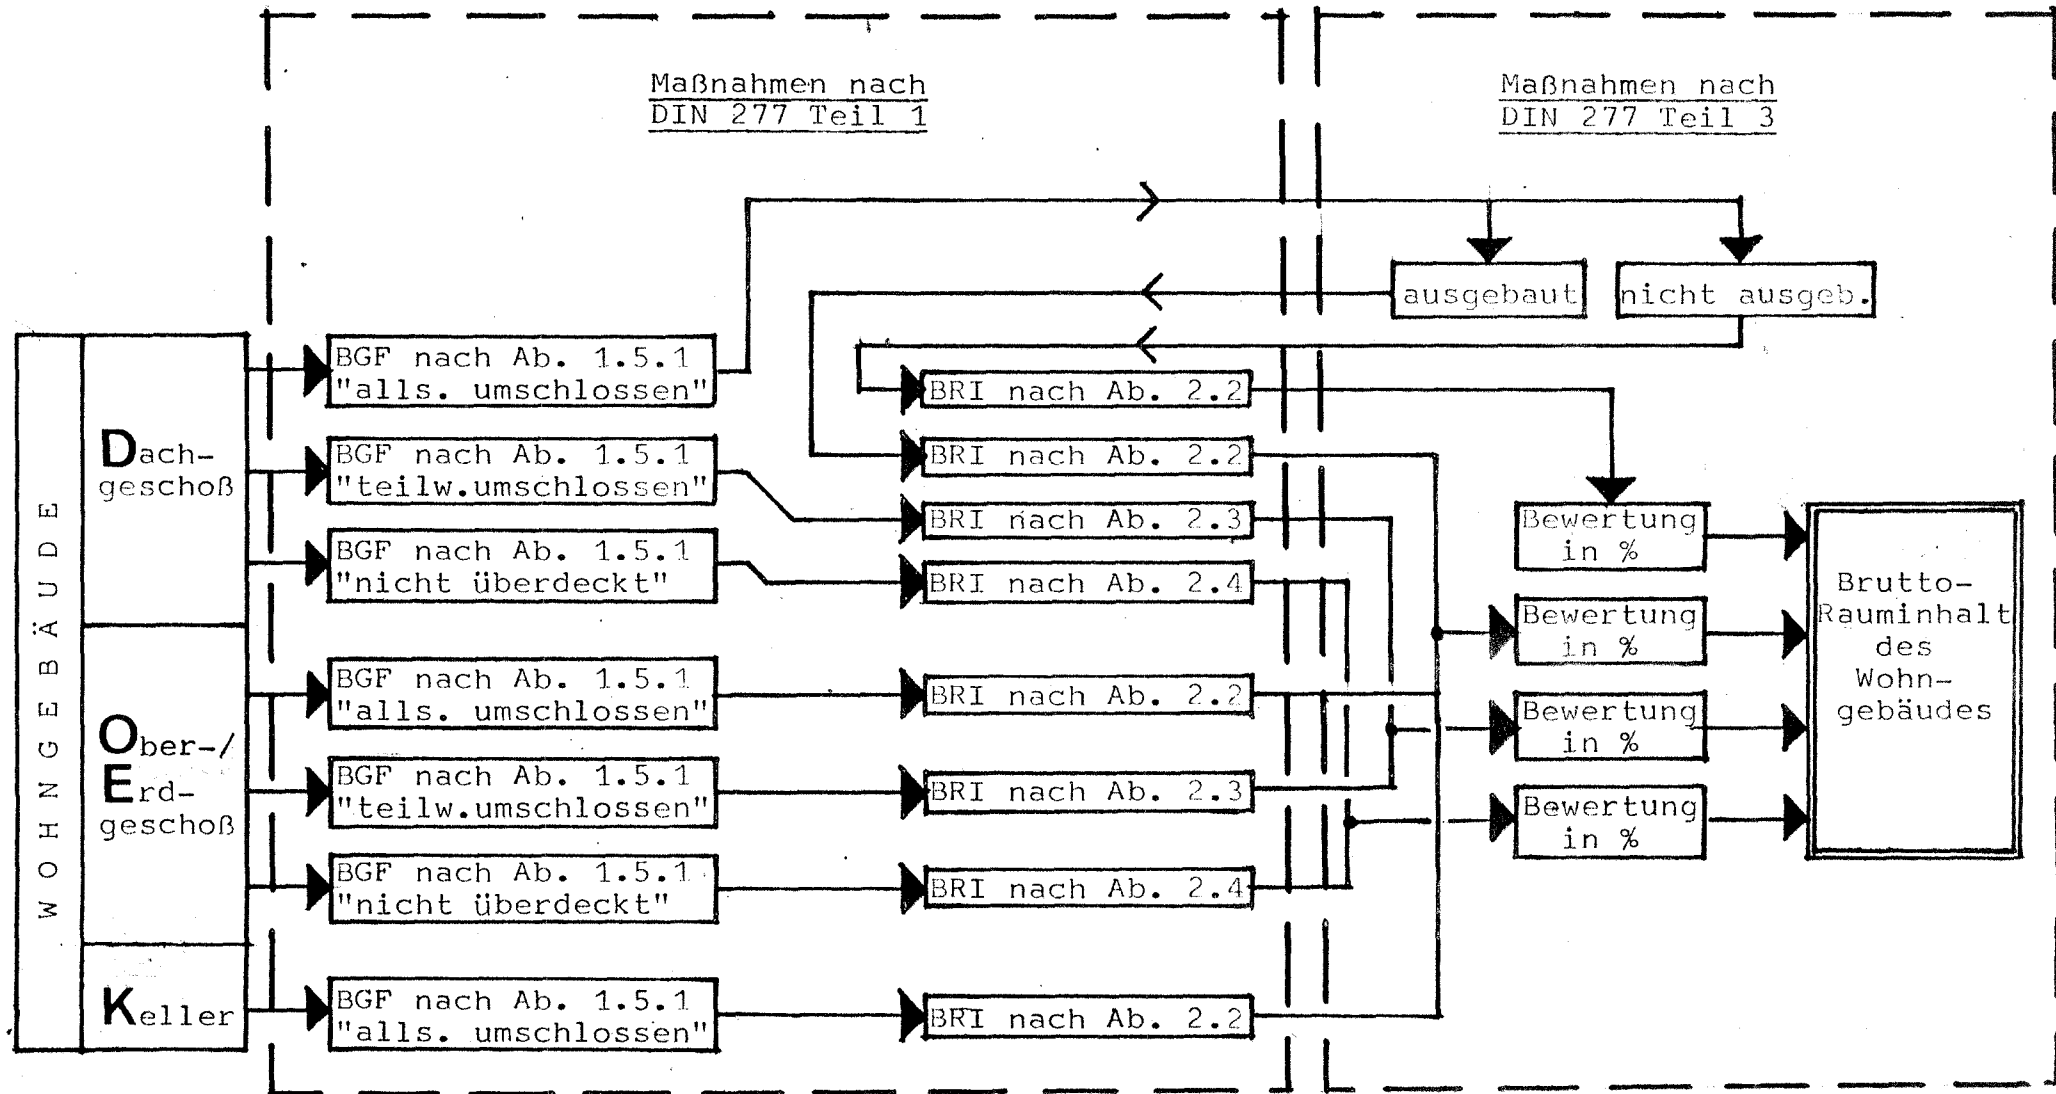 Maßnahmen nach
DIN 277 Teil 1
Maßnahmen nach
DIN 277 Teil 3
ausgebaut
nicht ausgeb.
WOHNGEBÄUDE
Dach-
geschoß
Ober-/
Erd-
geschoß
Keller
BGF nach Ab. 1.5.1
"alls. umschlossen"
BGF nach Ab. 1.5.1
"teilw.umschlossen"
BGF nach Ab. 1.5.1
"nicht überdeckt"
BGF nach Ab. 1.5.1
"alls. umschlossen"
BGF nach Ab. 1.5.1
"teilw.umschlossen"
BGF nach Ab. 1.5.1
"nicht überdeckt"
BGF nach Ab. 1.5.1
"alls. umschlossen"
BRI nach Ab. 2.2
BRI nach Ab. 2.2
BRI nach Ab. 2.3
BRI nach Ab. 2.4
BRI nach Ab. 2.2
BRI nach Ab. 2.3
BRI nach Ab. 2.4
BRI nach Ab. 2.2
Bewertung
in %
Bewertung
in %
Bewertung
in %
Bewertung
in %
Brutto-
Rauminhalt
des
Wohn-
gebäudes